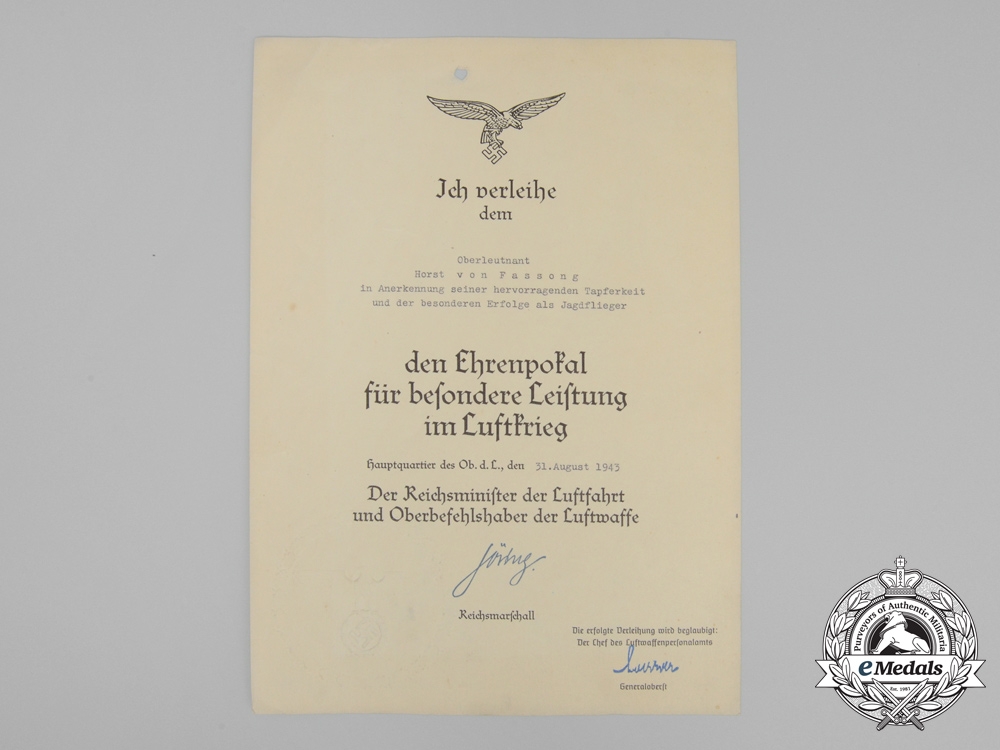 Ich verleihe
dem
Oberleutnant
Horst von Fassong
in Anerkennung seiner hervorragenden Tapferkeit
und der besonderen Erfolge als Jagdflieger
den Ehrenpokal
für besondere Leistung
im Luftkrieg
Hauptquartier des Ob. d. L., den 31.August 1943
Der Reichsminister der Luftfahrt
und Oberbefehlshaber der Luftwaffe
Göring.
Reichsmarschall
Die erfolgte Verleihung wird beglaubigt:
Der Chef des Luftwaffenpersonalamts
Generaloberst
Purveyors of Authentic Militaria
eMedals
Est. 1967